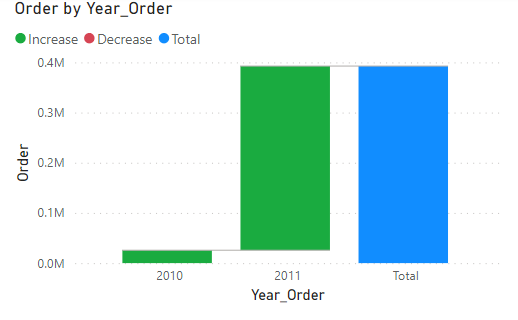 Order by Year_Order
Increase Decrease Total
0.4M
0.3M
0.2M
0.1M
0.0M
Order
2010 2011 Total
Year_Order